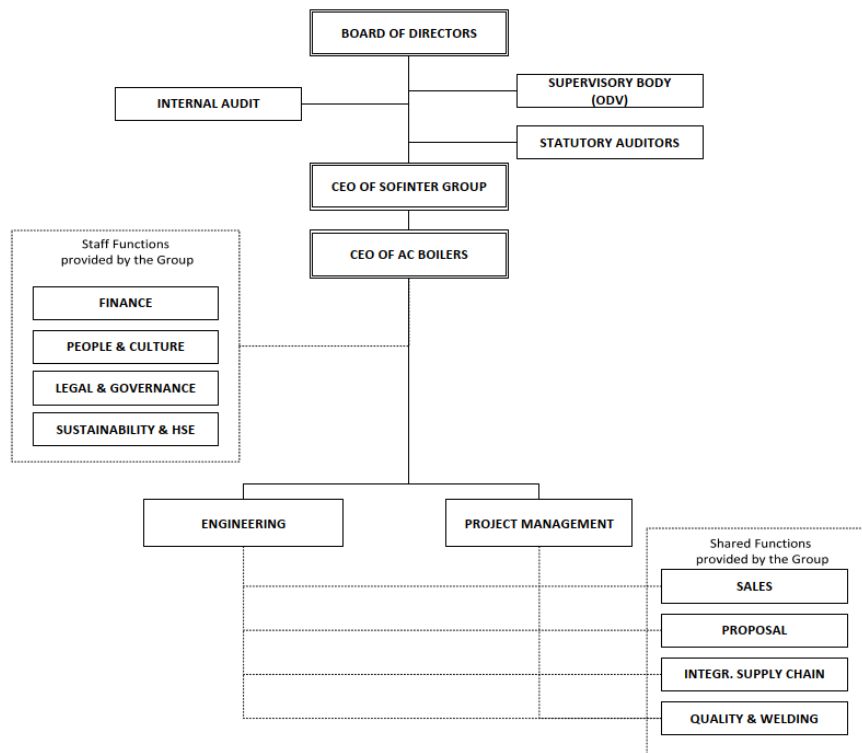 BOARD OF DIRECTORS
SUPERVISORY BODY
(ODV)
INTERNAL AUDIT
STATUTORY AUDITORS
CEO OF SOFINTER GROUP
CEO OF AC BOILERS
Staff Functions
provided by the Group
FINANCE
PEOPLE & CULTURE
LEGAL & GOVERNANCE
SUSTAINABILITY & HSE
ENGINEERING
PROJECT MANAGEMENT
Shared Functions
provided by the Group
SALES
PROPOSAL
INTEGR. SUPPLY CHAIN
QUALITY & WELDING